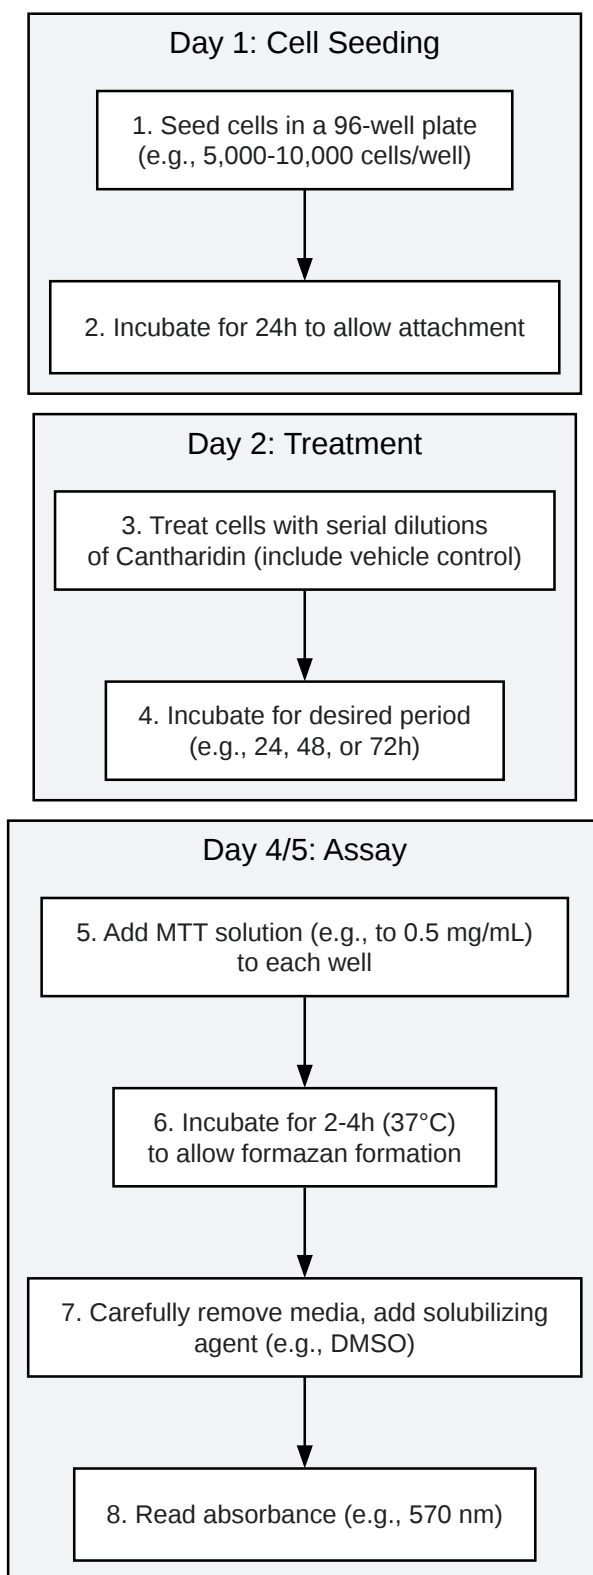 Day 1: Cell Seeding
1. Seed cells in a 96-well plate
(e.g., 5,000-10,000 cells/well)
2. Incubate for 24h to allow attachment
Day 2: Treatment
3. Treat cells with serial dilutions
of Cantharidin (include vehicle control)
4. Incubate for desired period
(e.g., 24, 48, or 72h)
Day 4/5: Assay
5. Add MTT solution (e.g., to 0.5 mg/mL)
to each well
6. Incubate for 2-4h (37°C)
to allow formazan formation
7. Carefully remove media, add solubilizing
agent (e.g., DMSO)
8. Read absorbance (e.g., 570 nm)